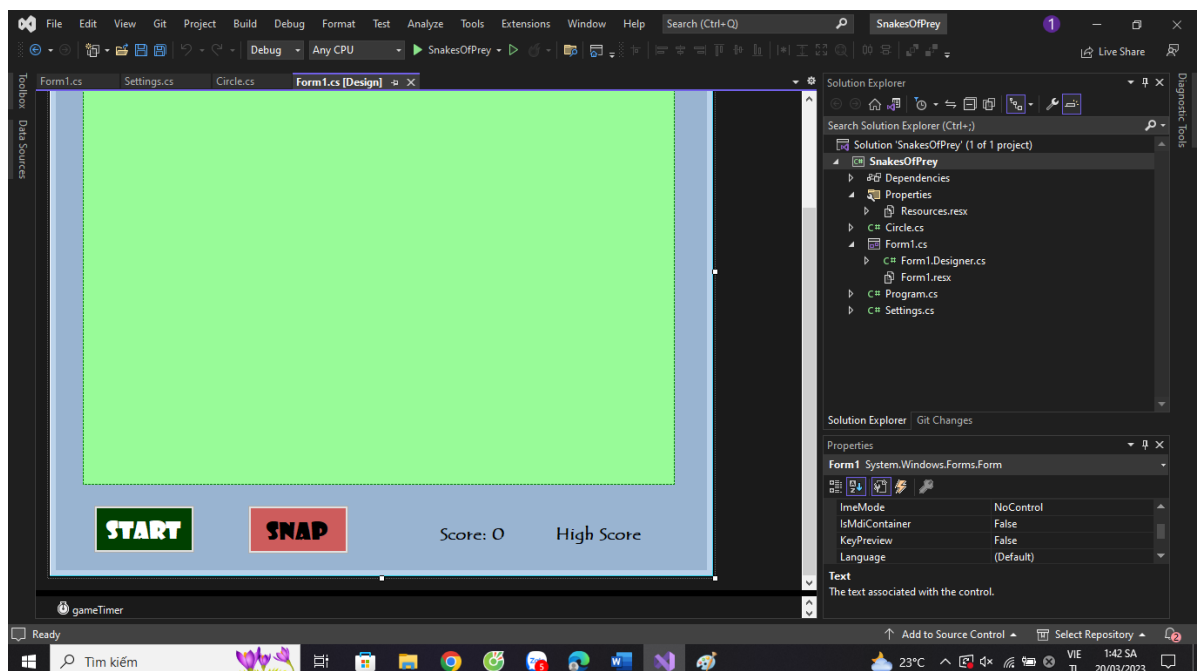 File Edit View Git Project Build Debug Format Test Analyze Tools Extensions Window Help Search (Ctrl+Q) SnakesOfPrey 1
Debug Any CPU SnakesOfPrey Live Share
Toolbox
Data Sources
Form1.cs Settings.cs Circle.cs Form1.cs [Design]
START SNAP Score: 0 High Score
gameTimer
Solution Explorer
Search Solution Explorer (Ctrl+;)
Solution 'SnakesOfPrey' (1 of 1 project)
C# SnakesOfPrey
Dependencies
Properties
Resources.resx
C# Circle.cs
Form1.cs
C# Form1.Designer.cs
Form1.resx
C# Program.cs
C# Settings.cs
Solution Explorer Git Changes
Properties
Form1 System.Windows.Forms.Form
ImeMode NoControl
IsMdiContainer False
KeyPreview False
Language (Default)
Text
The text associated with the control.
Diagnostic Tools
Ready Add to Source Control Select Repository 2
Tìm kiếm 5 23°C VIE 1:42 SA
TL 20/03/2023